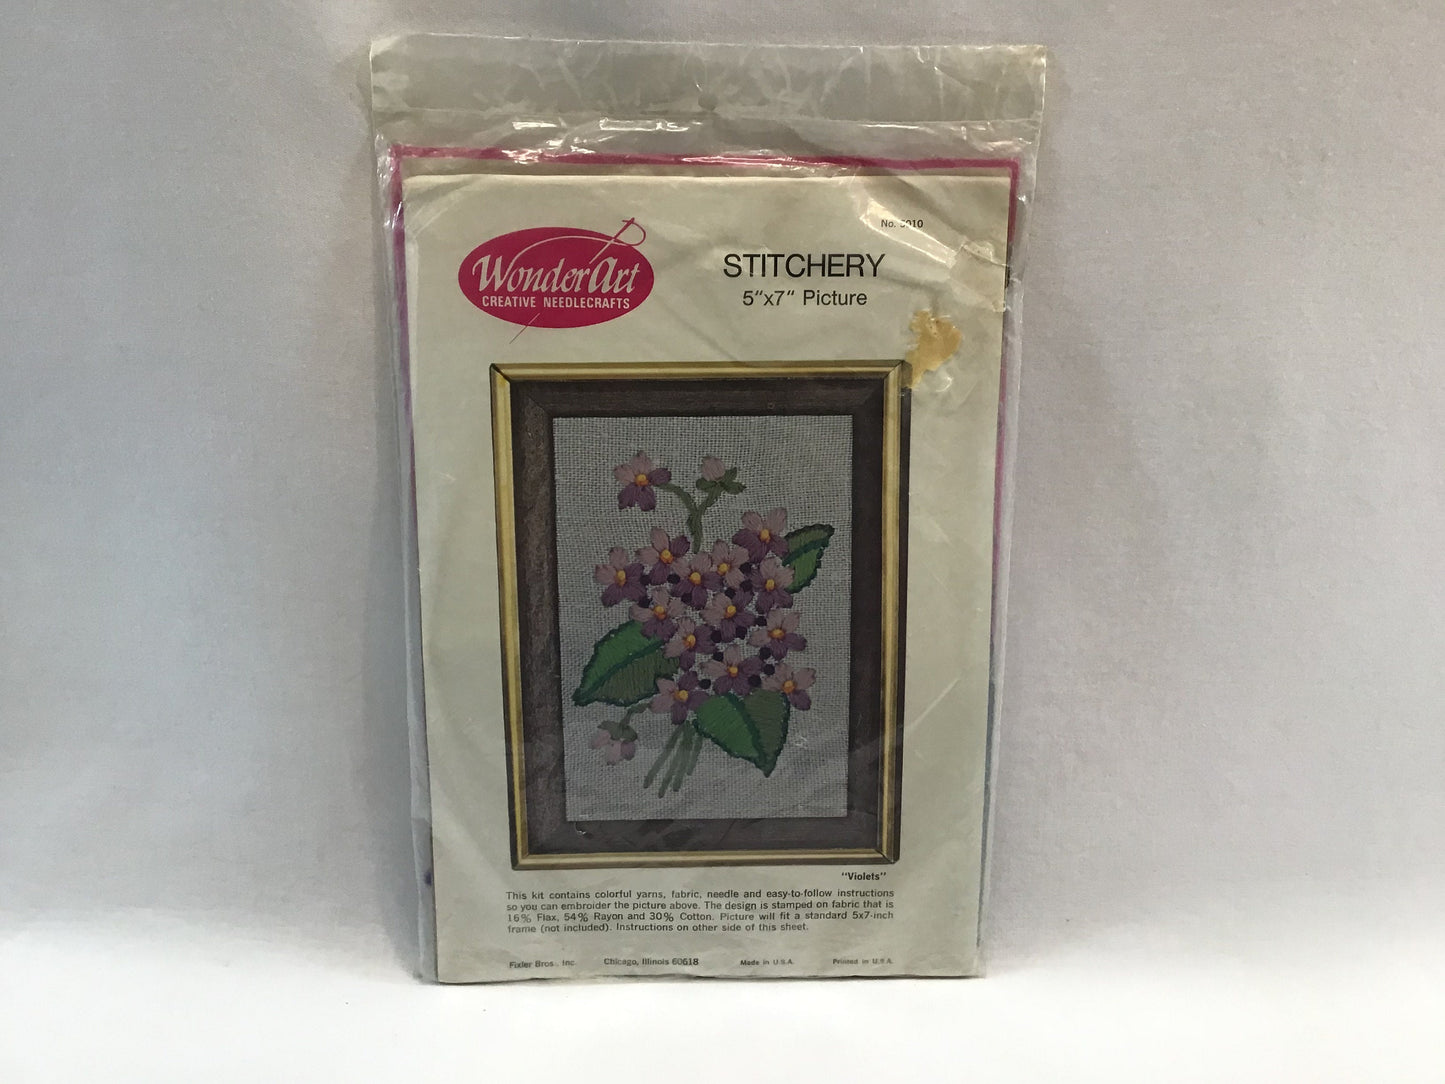 No. 5010
WonderArt
CREATIVE NEEDLECRAFTS
STITCHERY
5"x7" Picture
"Violets"
This kit contains colorful yarns, fabric, needle and easy-to-follow instructions
so you can embroider the picture above. The design is stamped on fabric that is
16% Flax, 54% Rayon and 30% Cotton. Picture will fit a standard 5x7-inch
frame (not included). Instructions on other side of this sheet.
Fixler Bros., Inc. Chicago, Illinois 60618 Made in U.S.A. Printed in U.S.A.